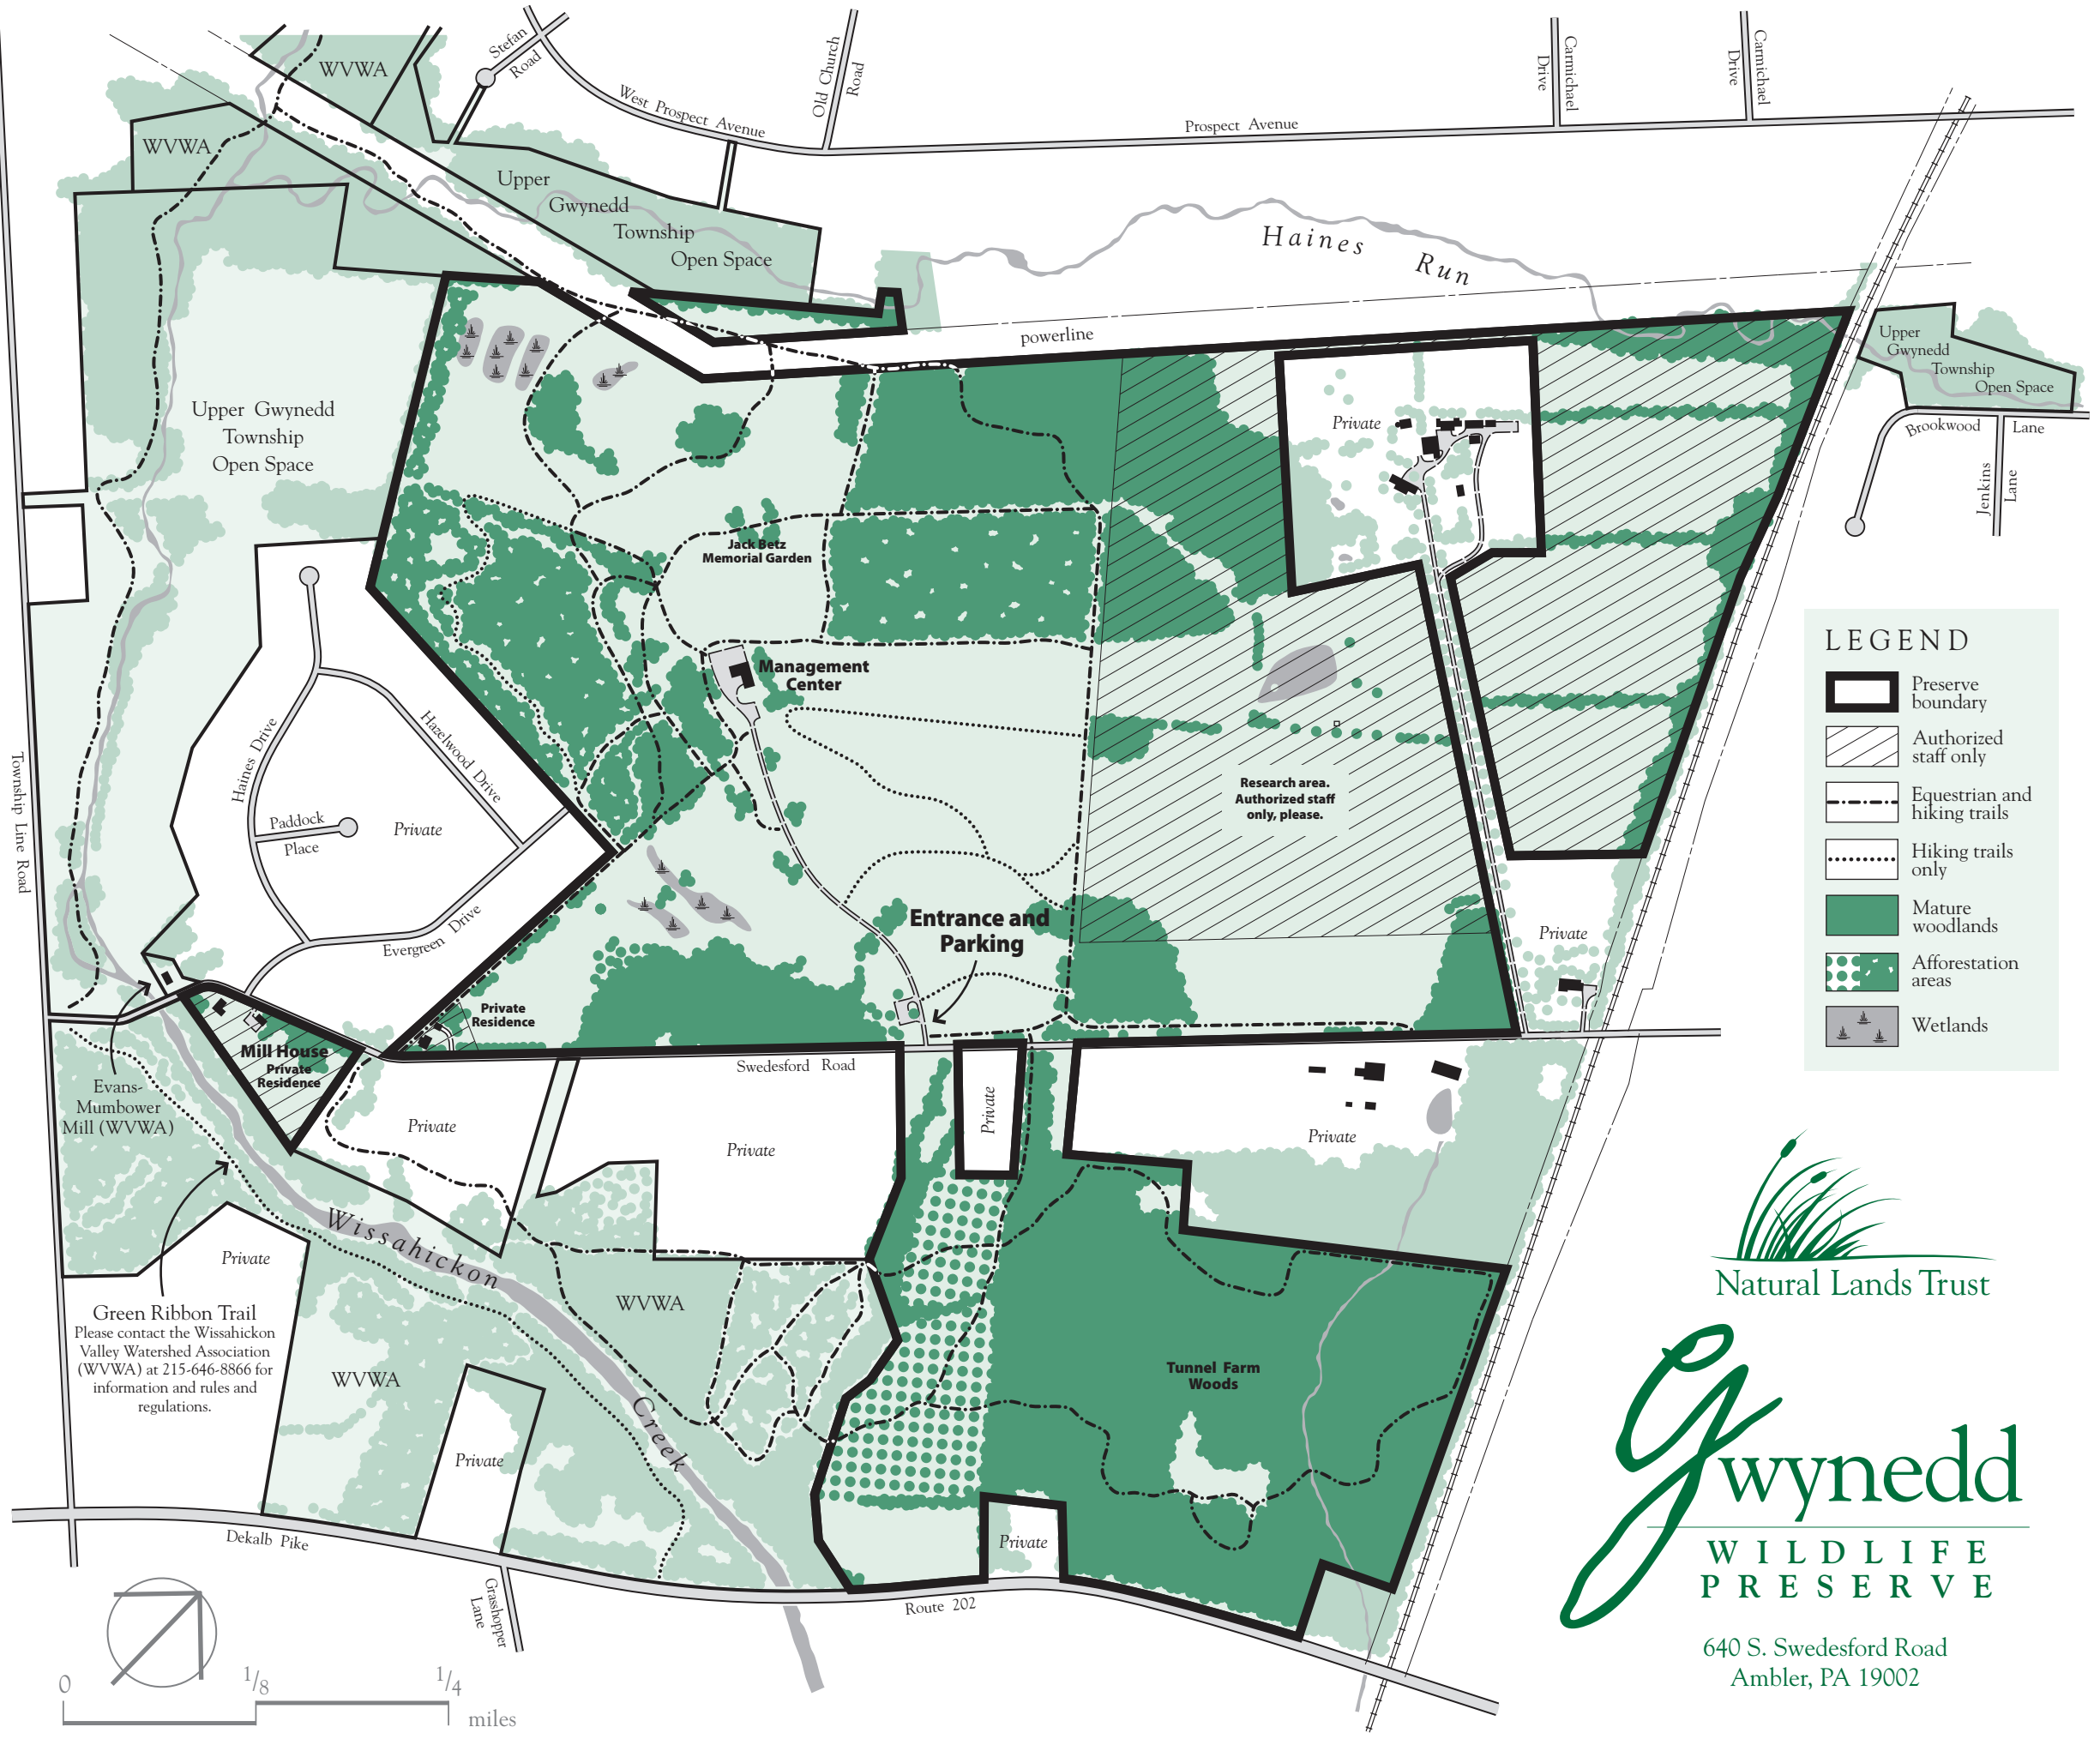 WVWA
Stefan
Road
West Prospect Avenue
Old Church
Road
Prospect Avenue
Carmichael
Drive
Carmichael
Drive
WVWA
Upper
Gwynedd
Township
Open Space
Haines Run
powerline
Upper
Gwynedd
Township
Open Space
Brookwood Lane
Jenkins
Lane
Upper Gwynedd
Township
Open Space
Private
Jack Betz
Memorial Garden
Management
Center
Research area.
Authorized staff
only, please.
Haines Drive
Hazelwood Drive
Paddock
Place
Private
Evergreen Drive
Township Line Road
Entrance and
Parking
Private
Private
Residence
Mill House
Private
Residence
Evans-
Mumbower
Mill (WVWA)
Swedesford Road
Private
Private
Private
Private
Private
Wissahickon
Creek
WVWA
Green Ribbon Trail
Please contact the Wissahickon
Valley Watershed Association
(WVWA) at 215-646-8866 for
information and rules and
regulations.
WVWA
Private
Tunnel Farm
Woods
Private
Dekalb Pike
Grasshopper
Lane
Route 202
0
1/8
1/4
miles
LEGEND
Preserve
boundary
Authorized
staff only
Equestrian and
hiking trails
Hiking trails
only
Mature
woodlands
Afforestation
areas
Wetlands
Natural Lands Trust
Gwynedd
WILDLIFE
PRESERVE
640 S. Swedesford Road
Ambler, PA 19002